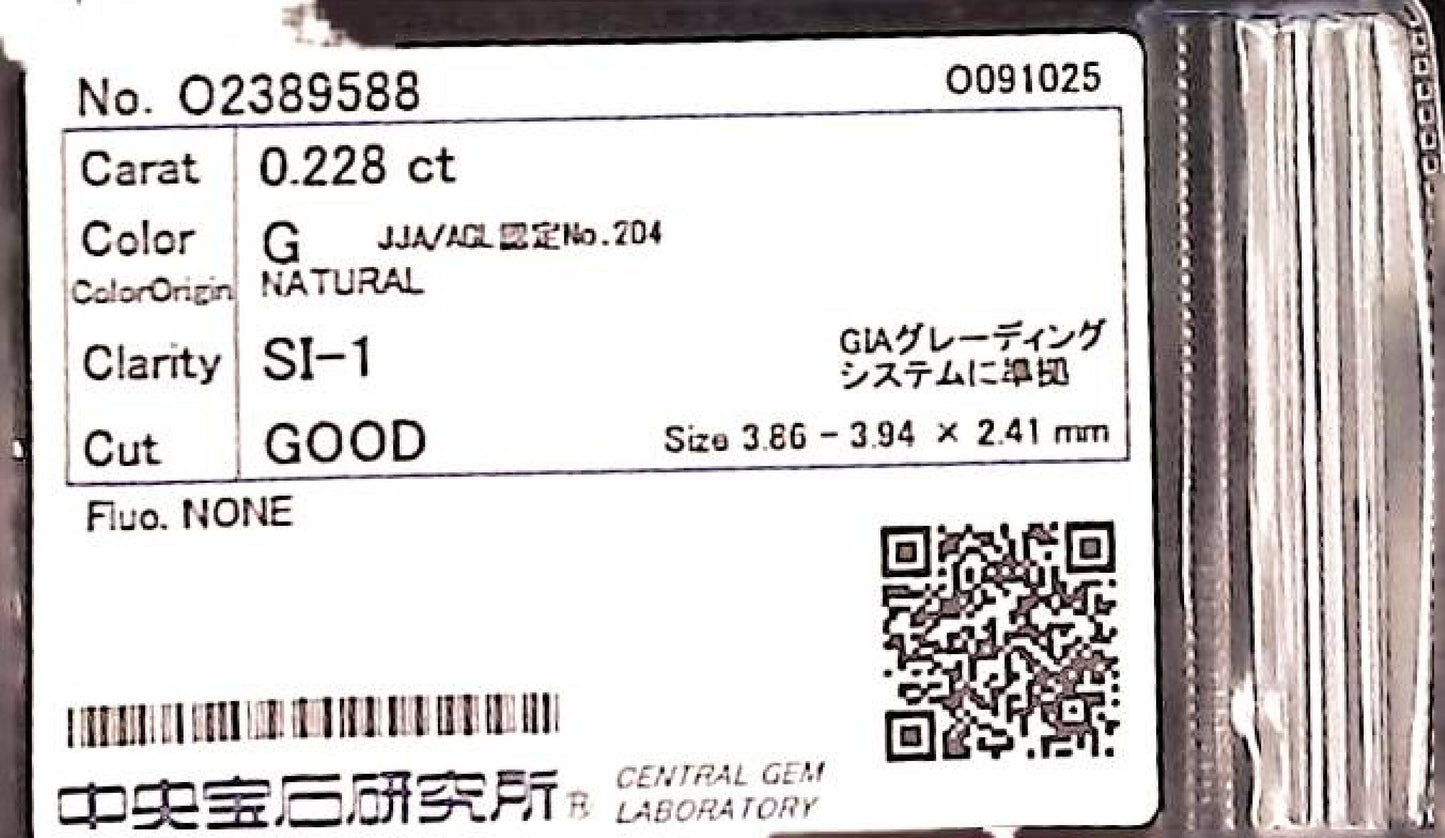 No. O2389588
O091025
Carat 0.228 ct
Color G JJA/AGL認定No.204
ColorOrigin NATURAL
Clarity SI-1
GIAグレーディング
システムに準拠
Cut GOOD Size 3.86 - 3.94 × 2.41 mm
Fluo. NONE
中央宝石研究所®
CENTRAL GEM
LABORATORY